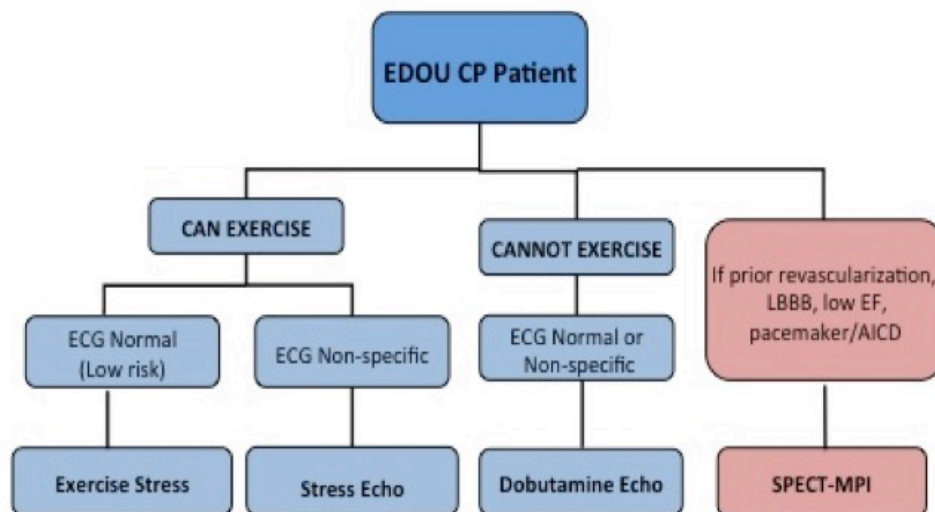 EDOU CP Patient
CAN EXERCISE
CANNOT EXERCISE
If prior revascularization,
LBBB, low EF,
pacemaker/AICD
ECG Normal
(Low risk)
ECG Non-specific
ECG Normal or
Non-specific
Exercise Stress
Stress Echo
Dobutamine Echo
SPECT-MPI